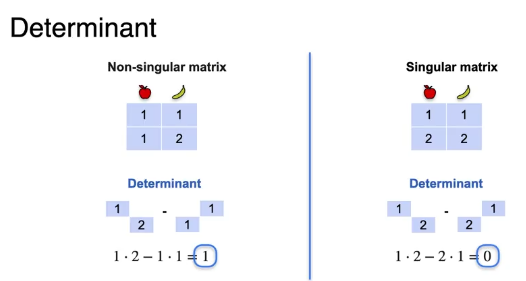 Determinant
Non-singular matrix
1 1
1 2
Determinant
1 - 1
2 1
1 · 2 − 1 · 1 = 1
Singular matrix
1 1
2 2
Determinant
1 - 1
2 2
1 · 2 − 2 · 1 = 0